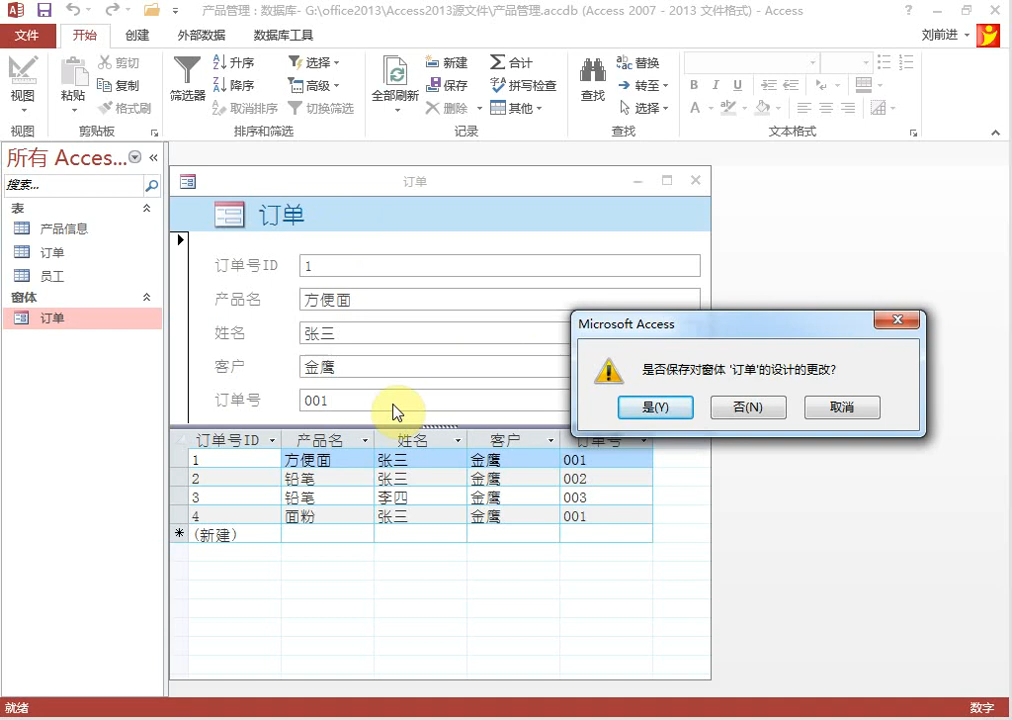 产品管理 : 数据库- G:\office2013\Access2013源文件\产品管理.accdb (Access 2007 - 2013 文件格式) - Access
文件 开始 创建 外部数据 数据库工具 刘前进
视图
视图
粘贴 剪切 复制 格式刷
剪贴板
筛选器 升序 降序 取消排序 选择 高级 切换筛选
排序和筛选
全部刷新 新建 保存 删除 合计 拼写检查 其他
记录
查找 替换 转至 选择
查找
B I U
A
文本格式
所有 Acces...
搜索...
表
产品信息
订单
员工
窗体
订单
订单
订单
订单号ID 1
产品名 方便面
姓名 张三
客户 金鹰
订单号 001
Microsoft Access
是否保存对窗体 '订单'的设计的更改?
是(Y) 否(N) 取消
订单号ID 产品名 姓名 客户 订单号
1 方便面 张三 金鹰 001
2 铅笔 张三 金鹰 002
3 铅笔 李四 金鹰 003
4 面粉 张三 金鹰 001
* (新建)
就绪 数字